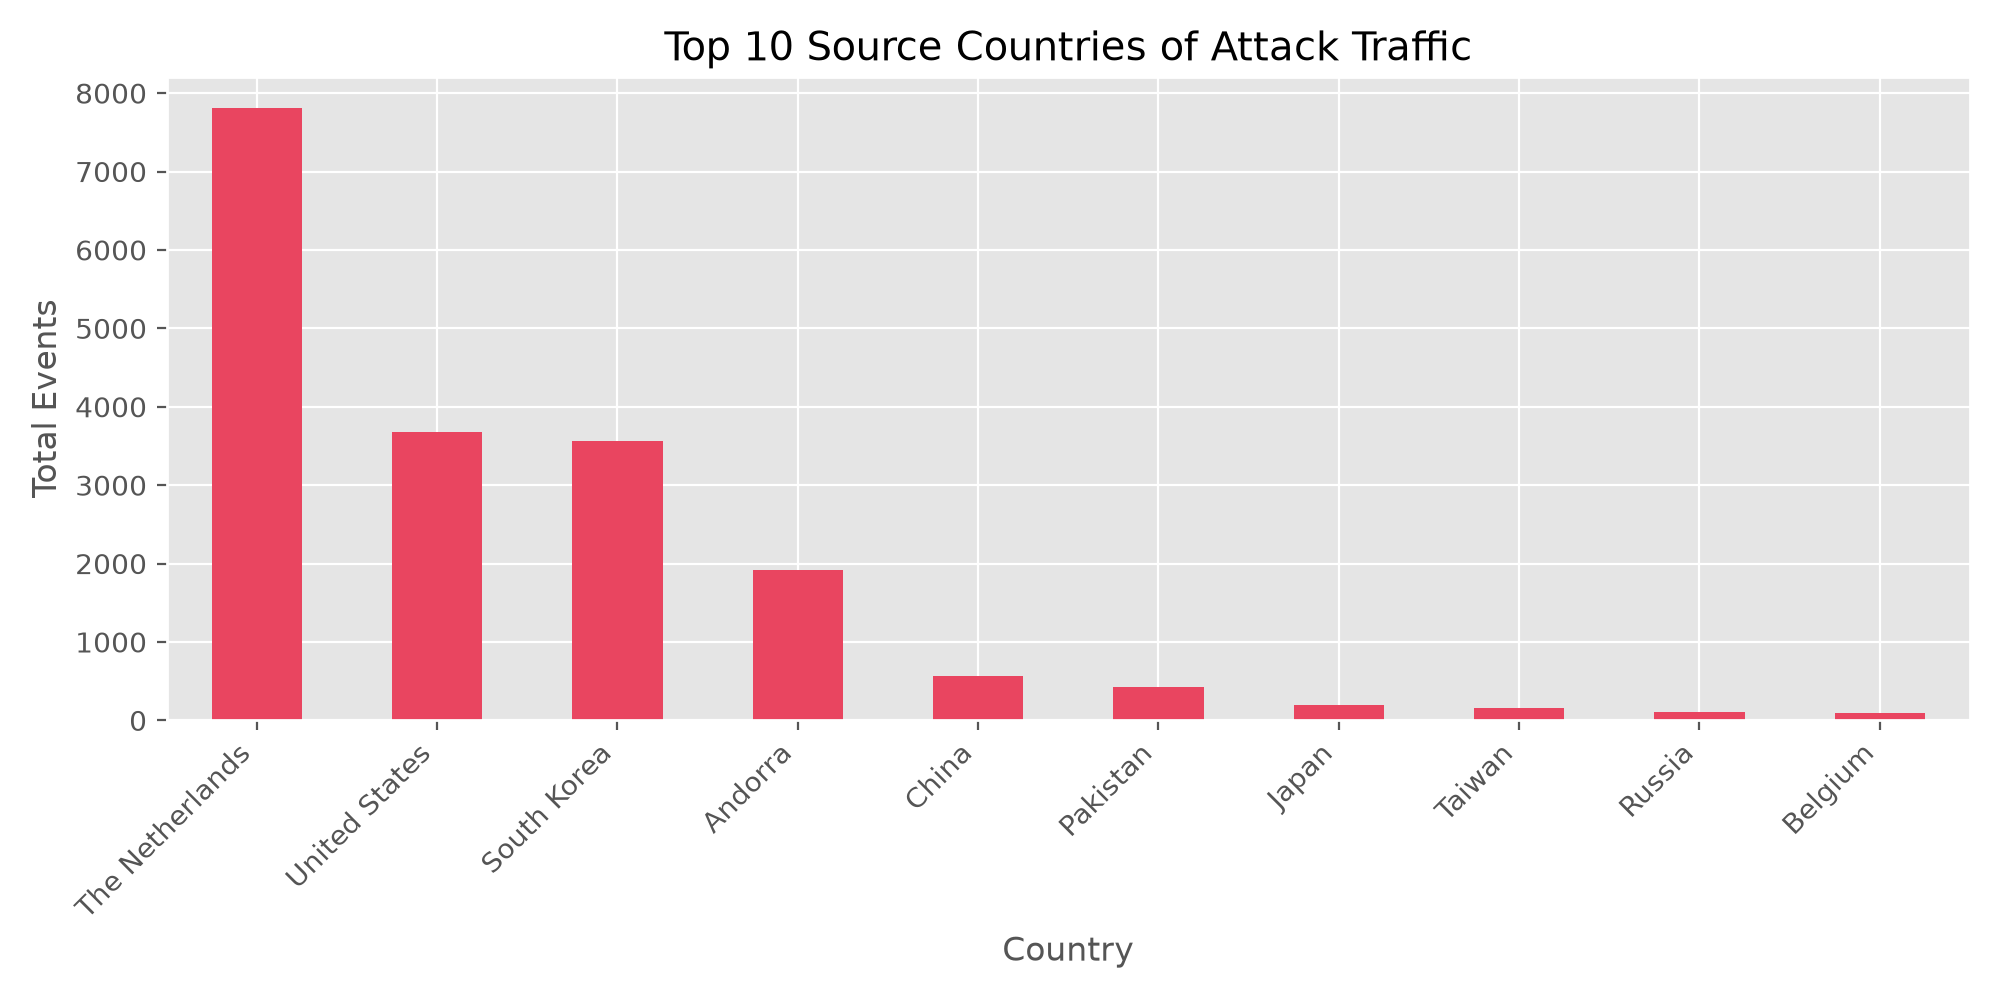 Top 10 Source Countries of Attack Traffic
Total Events
8000
7000
6000
5000
4000
3000
2000
1000
0
The Netherlands
United States
South Korea
Andorra
China
Pakistan
Japan
Taiwan
Russia
Belgium
Country